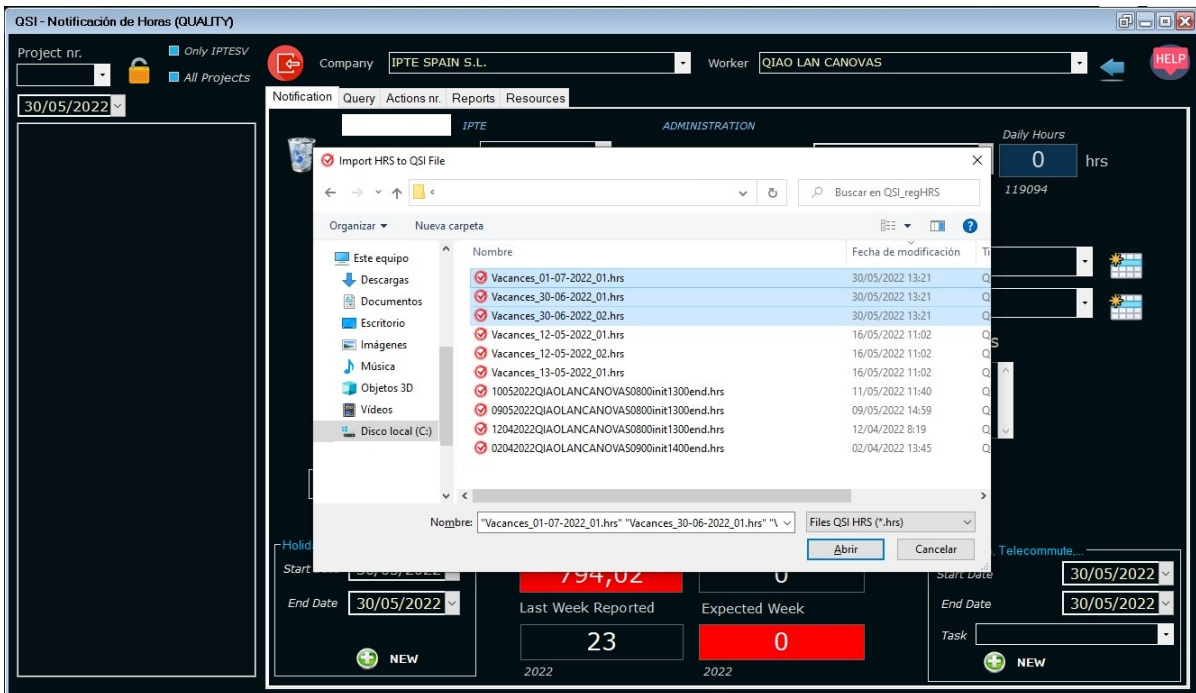 QSI - Notificación de Horas (QUALITY)
Project nr.
Only IPTESV
All Projects
Company IPTE SPAIN S.L. Worker QIAO LAN CANOVAS HELP
30/05/2022
Notification Query Actions nr. Reports Resources
IPTE ADMINISTRATION
Daily Hours
0 hrs
119094
Import HRS to QSI File
Buscar en QSI_regHRS
Organizar Nueva carpeta
Nombre Fecha de modificación
Este equipo
Descargas
Documentos
Escritorio
Imágenes
Música
Objetos 3D
Vídeos
Disco local (C:)
Vacances_01-07-2022_01.hrs 30/05/2022 13:21
Vacances_30-06-2022_01.hrs 30/05/2022 13:21
Vacances_30-06-2022_02.hrs 30/05/2022 13:21
Vacances_12-05-2022_01.hrs 16/05/2022 11:02
Vacances_12-05-2022_02.hrs 16/05/2022 11:02
Vacances_13-05-2022_01.hrs 16/05/2022 11:02
10052022QIAOLANCANOVAS0800init1300end.hrs 11/05/2022 11:40
09052022QIAOLANCANOVAS0800init1300end.hrs 09/05/2022 14:59
12042022QIAOLANCANOVAS0800init1300end.hrs 12/04/2022 8:19
02042022QIAOLANCANOVAS0900init1400end.hrs 02/04/2022 13:45
Nombre: "Vacances_01-07-2022_01.hrs" "Vacances_30-06-2022_01.hrs" "V Files QSI HRS (*.hrs)
Abrir Cancelar
Start
End Date 30/05/2022
NEW
794,02 0
Last Week Reported Expected Week
23 0
2022 2022
Telecommute,...
Start Date 30/05/2022
End Date 30/05/2022
Task
NEW